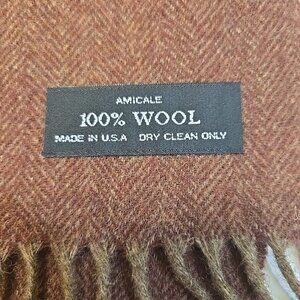 AMICALE
100% WOOL
MADE IN U.S.A DRY CLEAN ONLY